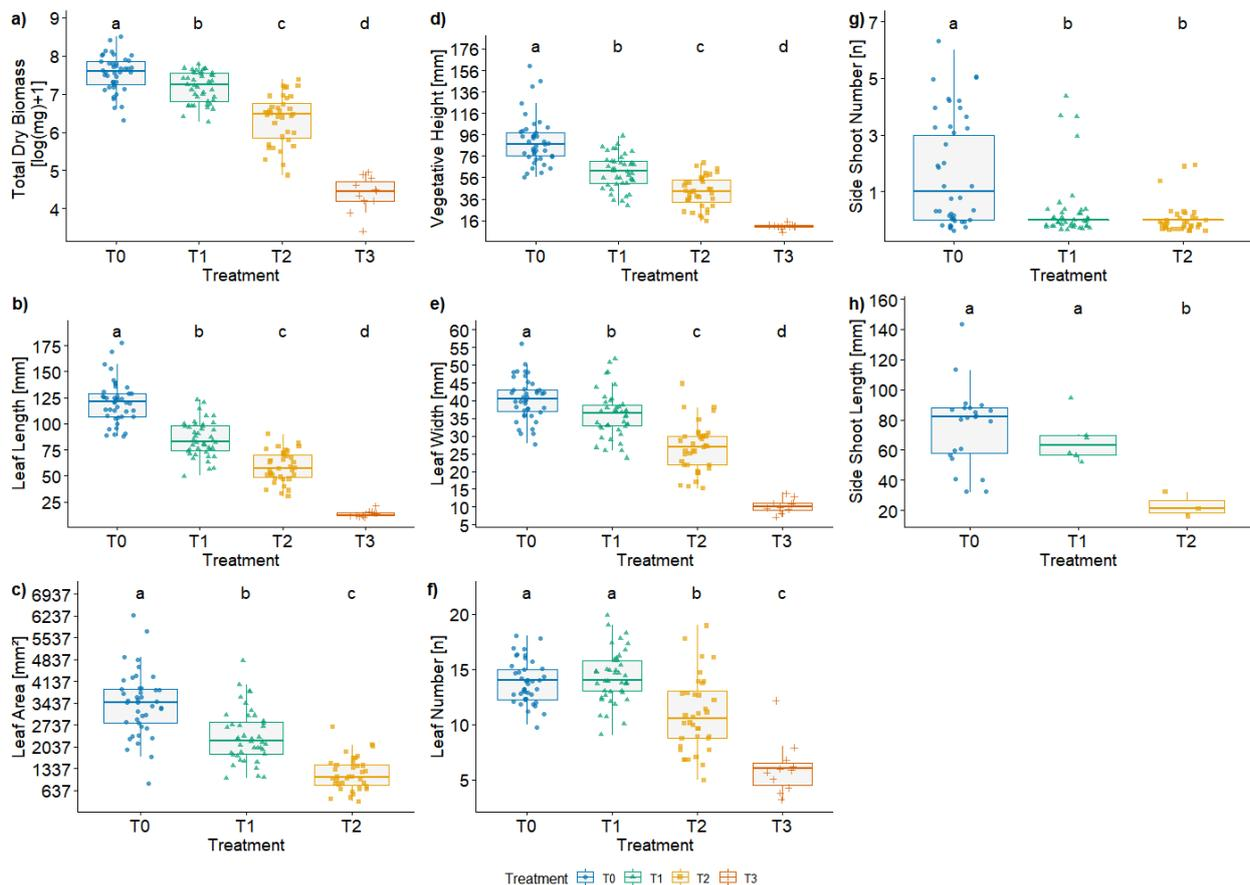 a)
Total Dry Biomass
[log(mg)+1]
9
8
7
6
5
4
a b c d
T0 T1 T2 T3
Treatment
d)
Vegetative Height [mm]
176
156
136
116
96
76
56
36
16
a b c d
T0 T1 T2 T3
Treatment
g)
Side Shoot Number [n]
7
5
3
1
a b b
T0 T1 T2
Treatment
b)
Leaf Length [mm]
175
150
125
100
75
50
25
a b c d
T0 T1 T2 T3
Treatment
e)
Leaf Width [mm]
60
55
50
45
40
35
30
25
20
15
10
5
a b c d
T0 T1 T2 T3
Treatment
h)
Side Shoot Length [mm]
160
140
120
100
80
60
40
20
a a b
T0 T1 T2
Treatment
c)
Leaf Area [mm²]
6937
6237
5537
4837
4137
3437
2737
2037
1337
637
a b c
T0 T1 T2
Treatment
f)
Leaf Number [n]
20
15
10
5
a a b c
T0 T1 T2 T3
Treatment
Treatment T0 T1 T2 T3